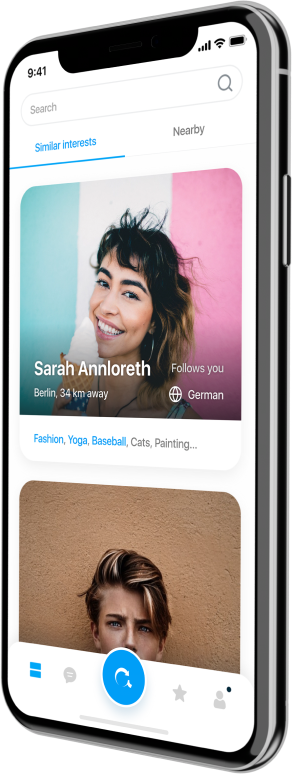 9:41
Search
Similar interests
Nearby
Sarah Annloreth
Follows you
Berlin, 34 km away
German
Fashion, Yoga, Baseball, Cats, Painting...